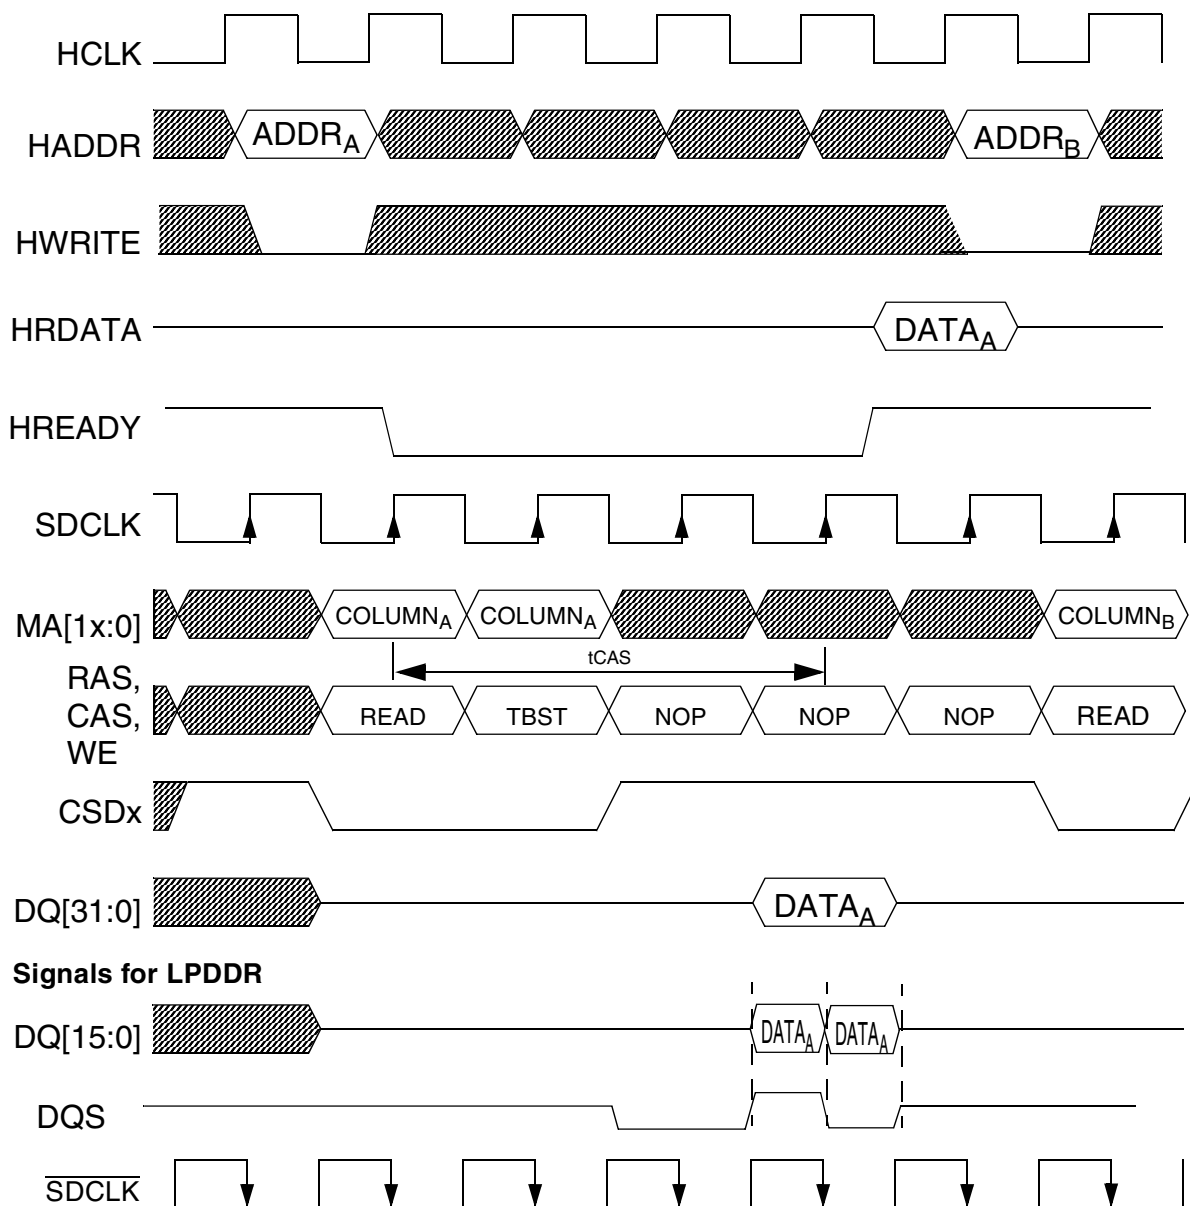 HCLK
HADDR ADDRA ADDRB
HWRITE
HRDATA DATAA
HREADY
SDCLK
MA[1x:0] COLUMNA COLUMNA COLUMNB
tCAS
RAS,
CAS,
WE
READ TBST NOP NOP NOP READ
CSDx
DQ[31:0] DATAA
Signals for LPDDR
DQ[15:0] DATAA DATAA
DQS
SDCLK